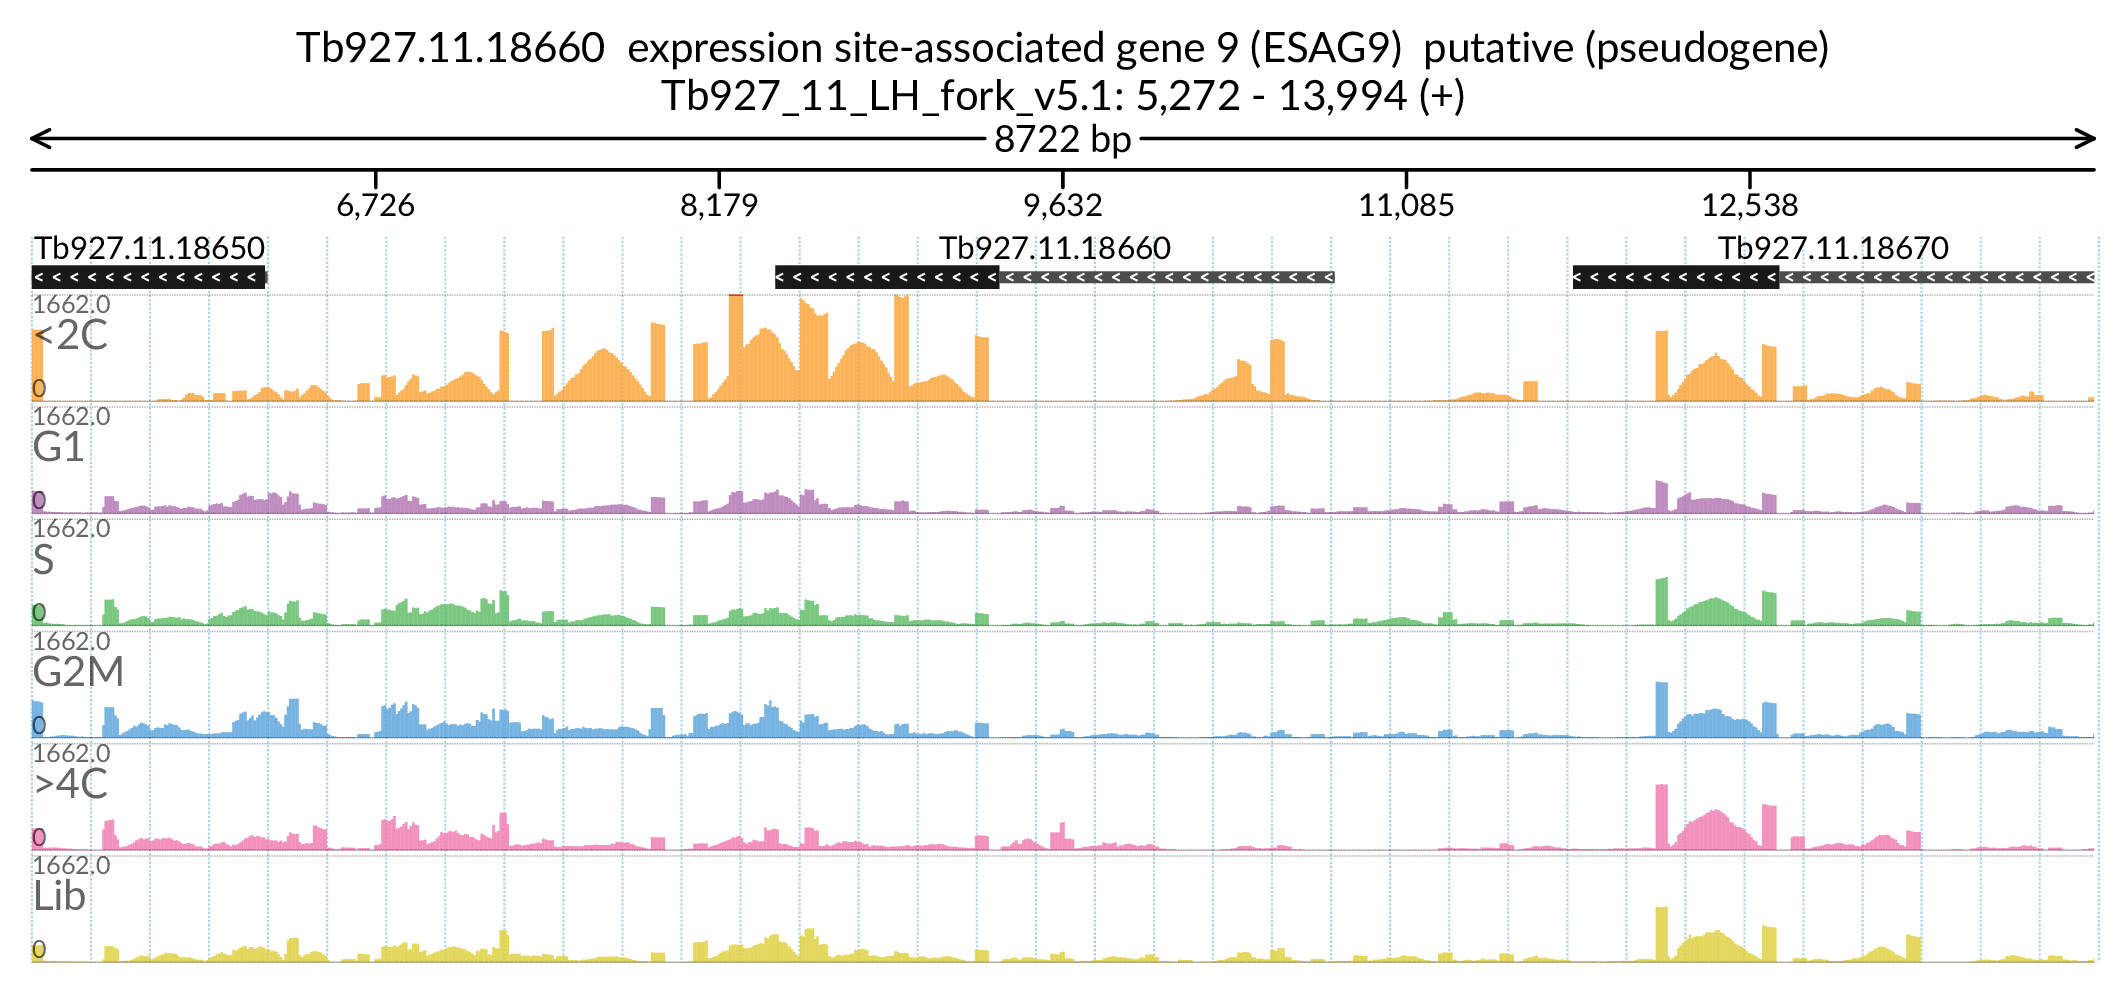 Tb927.11.18660 expression site-associated gene 9 (ESAG9) putative (pseudogene)
Tb927_11_LH_fork_v5.1: 5,272 - 13,994 (+)
8722 bp
6,726 8,179 9,632 11,085 12,538
Tb927.11.18650 Tb927.11.18660 Tb927.11.18670
1662.0
<2C
0
1662.0
G1
0
1662.0
S
0
1662.0
G2M
0
1662.0
>4C
0
1662.0
Lib
0